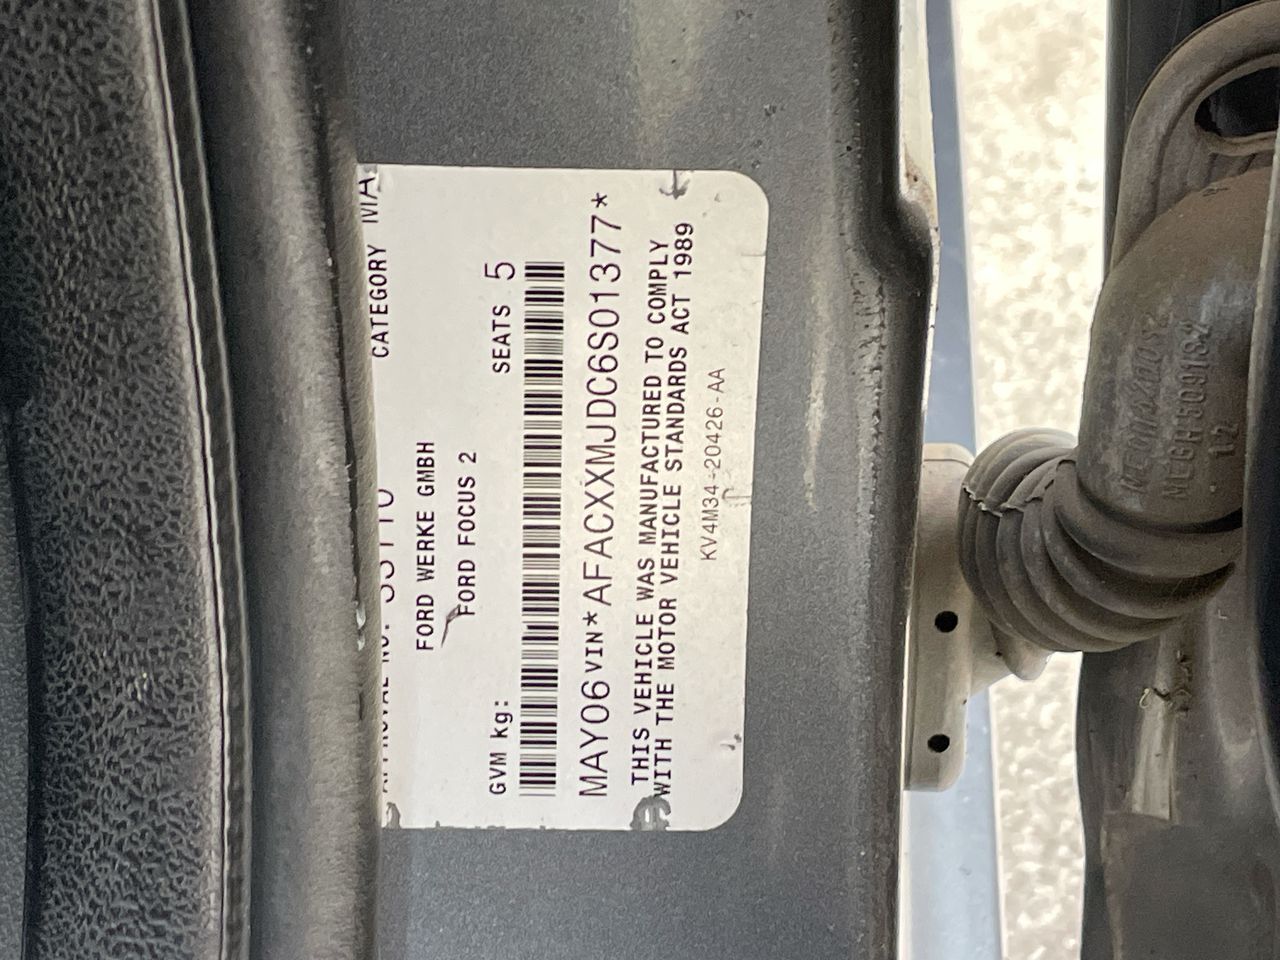 CATEGORY MA
FORD WERKE GMBH
FORD FOCUS 2
GVM kg: SEATS 5
MAY06 VIN*AFACXXMJDC6S01377*
THIS VEHICLE WAS MANUFACTURED TO COMPLY
WITH THE MOTOR VEHICLE STANDARDS ACT 1989
KV4M34-20426-AA